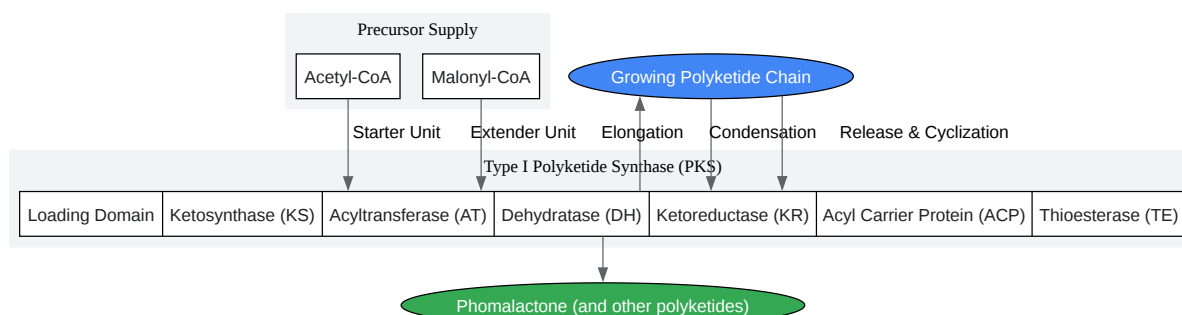 Precursor Supply
Acetyl-CoA
Malonyl-CoA
Growing Polyketide Chain
Starter Unit
Extender Unit
Elongation
Condensation
Release & Cyclization
Type I Polyketide Synthase (PKS)
Loading Domain
Ketosynthase (KS)
Acyltransferase (AT)
Dehydratase (DH)
Ketoreductase (KR)
Acyl Carrier Protein (ACP)
Thioesterase (TE)
Phomalactone (and other polyketides)